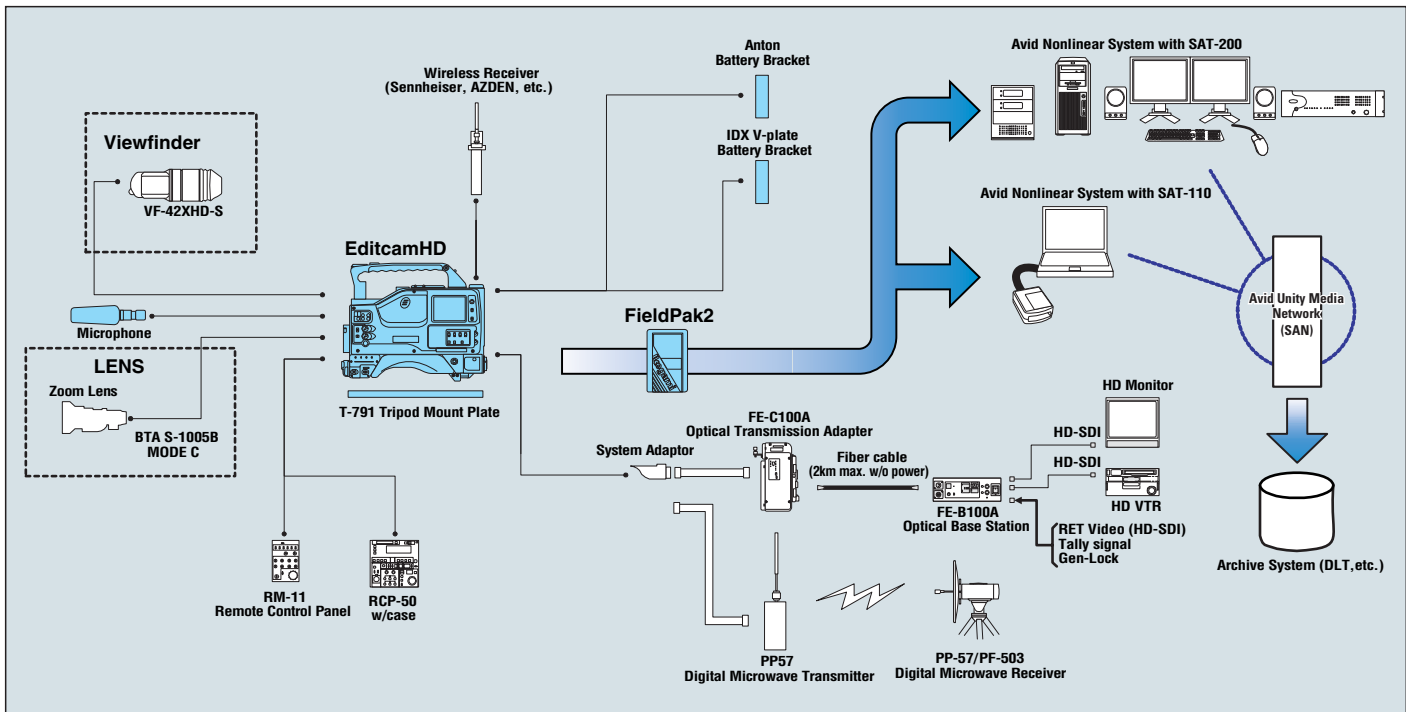 Anton
Battery Bracket
Avid Nonlinear System with SAT-200
Wireless Receiver
(Sennheiser, AZDEN, etc.)
IDX V-plate
Battery Bracket
Viewfinder
VF-42XHD-S
Avid Nonlinear System with SAT-110
EditcamHD
Avid Unity Media
Network
(SAN)
FieldPak2
Microphone
LENS
Zoom Lens
BTA S-1005B
MODE C
T-791 Tripod Mount Plate
HD Monitor
FE-C100A
Optical Transmission Adapter
System Adaptor
Fiber cable
(2km max. w/o power)
HD-SDI
HD-SDI
HD VTR
FE-B100A
Optical Base Station
RET Video (HD-SDI)
Tally signal
Gen-Lock
Archive System (DLT,etc.)
RM-11
Remote Control Panel
RCP-50
w/case
PP57
Digital Microwave Transmitter
PP-57/PF-503
Digital Microwave Receiver